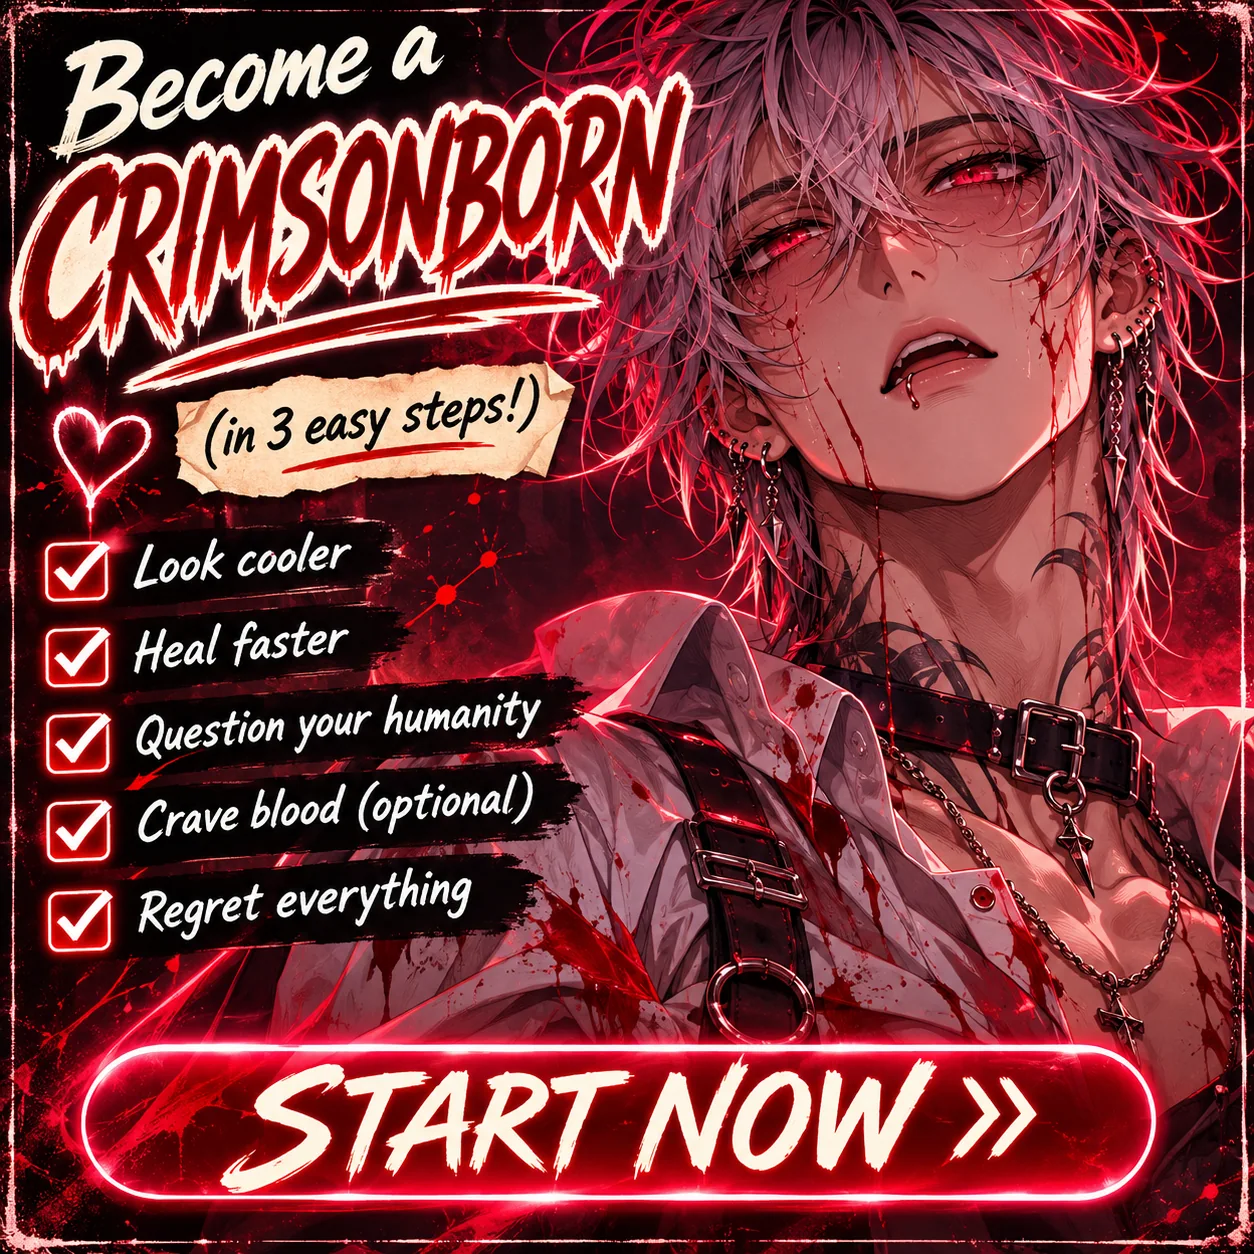 Become a
CRIMSONBORN
(in 3 easy steps!)
Look cooler
Heal faster
Question your humanity
Crave blood (optional)
Regret everything
START NOW »